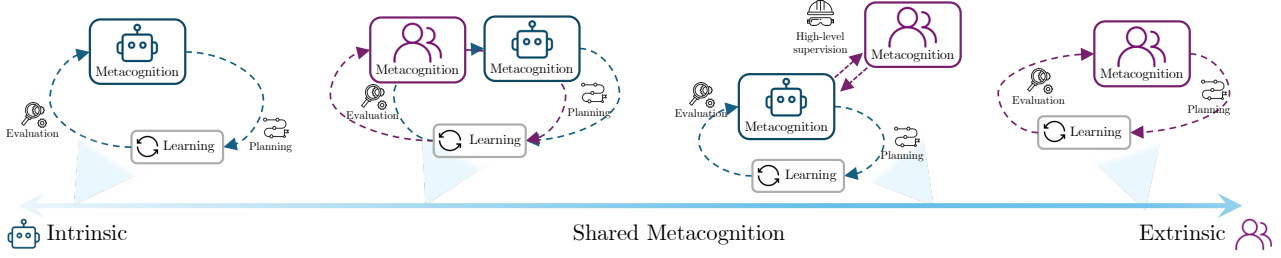 Metacognition
Evaluation
Learning
Planning
Metacognition
Metacognition
Evaluation
Planning
Learning
High-level
supervision
Metacognition
Evaluation
Metacognition
Planning
Learning
Metacognition
Evaluation
Planning
Learning
Intrinsic
Shared Metacognition
Extrinsic